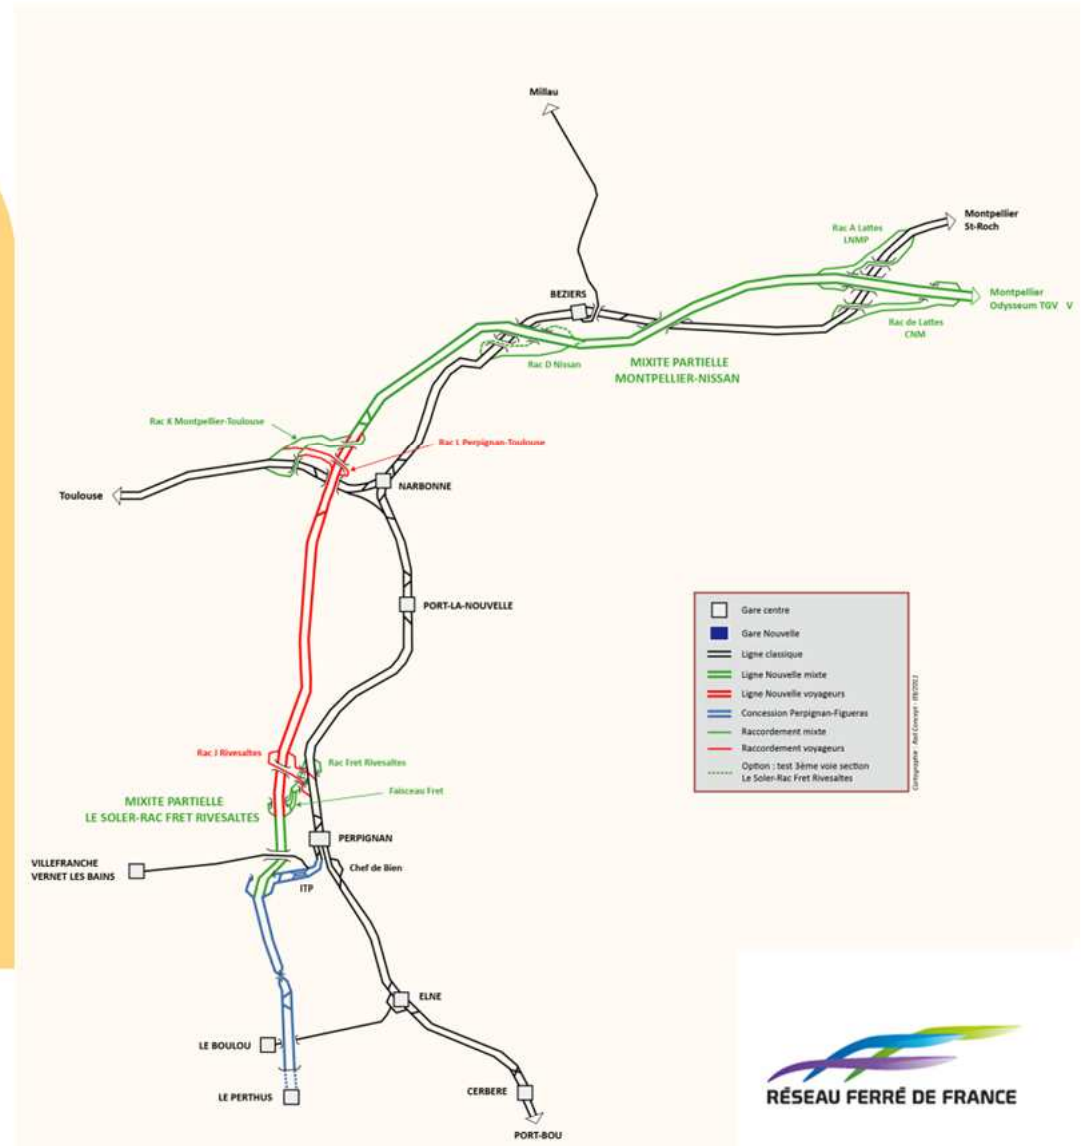 Millau
Montpellier
St-Roch
Rac A Lattes
LNMP
BEZIERS
Montpellier
Odysseum TGV V
Rac de Lattes
CNM
Rac D Nissan
MIXITE PARTIELLE
MONTPELLIER-NISSAN
Rac K Montpellier-Toulouse
Rac L Perpignan-Toulouse
Toulouse
NARBONNE
PORT-LA-NOUVELLE
Gare centre
Gare Nouvelle
Ligne classique
Ligne Nouvelle mixte
Ligne Nouvelle voyageurs
Concession Perpignan-Figueras
Raccordement mixte
Raccordement voyageurs
Option : test 3ème voie section
Le Soler-Rac Fret Rivesaltes
Cartographie - Rail Concept -
Rac J Rivesaltes
Rac Fret Rivesaltes
Faisceau Fret
MIXITE PARTIELLE
LE SOLER-RAC FRET RIVESALTES
PERPIGNAN
VILLEFRANCHE
VERNET LES BAINS
Chef de Bien
ITP
ELNE
LE BOULOU
LE PERTHUS
CERBERE
PORT-BOU
RÉSEAU FERRÉ DE FRANCE